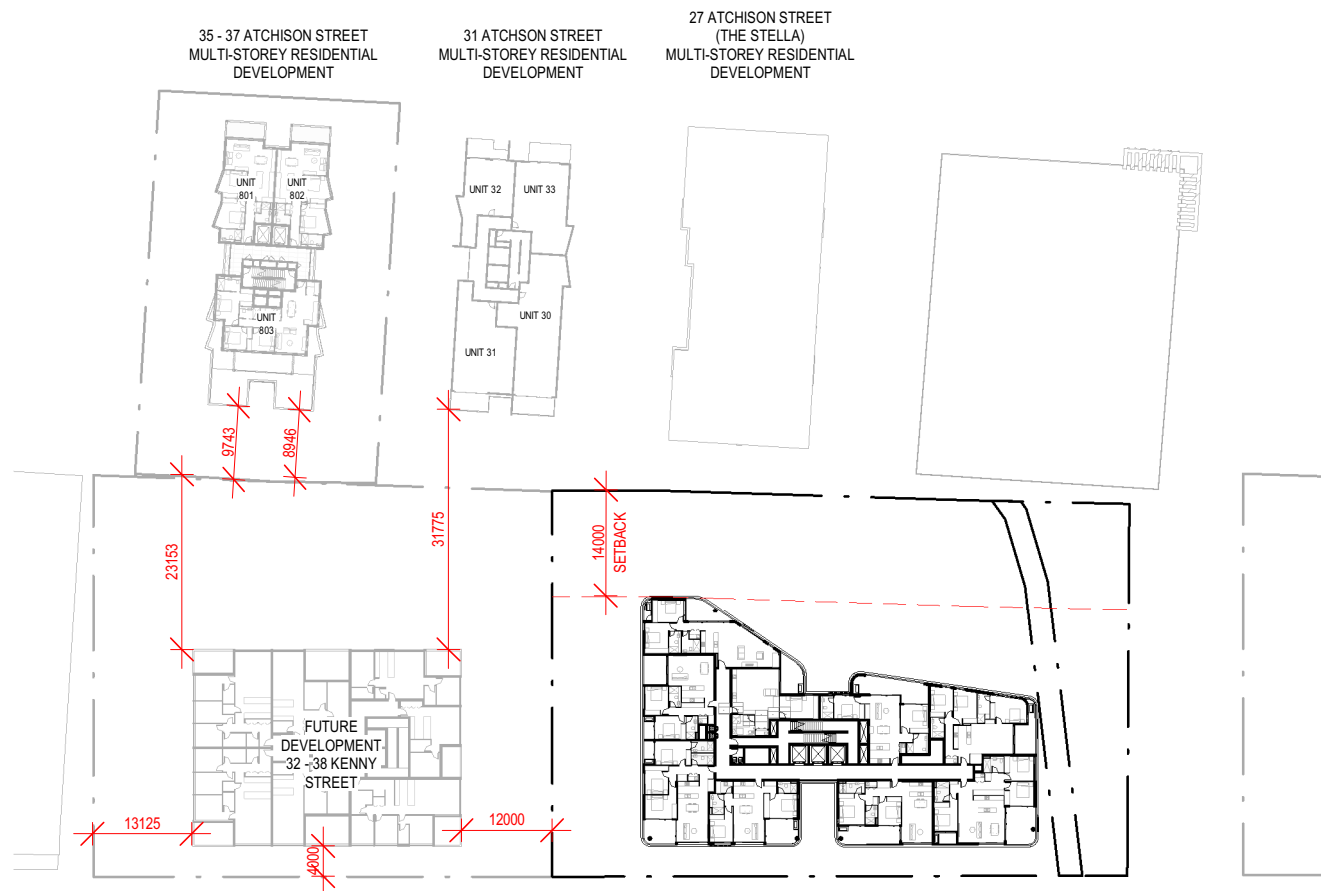 35 - 37 ATCHISON STREET
MULTI-STOREY RESIDENTIAL
DEVELOPMENT
31 ATCHSON STREET
MULTI-STOREY RESIDENTIAL
DEVELOPMENT
27 ATCHISON STREET
(THE STELLA)
MULTI-STOREY RESIDENTIAL
DEVELOPMENT
UNIT
801
UNIT
802
UNIT
803
UNIT 32
UNIT 33
UNIT 30
UNIT 31
9743
8946
23153
31775
14000
SETBACK
FUTURE
DEVELOPMENT
32 - 38 KENNY
STREET
13125
12000
4000